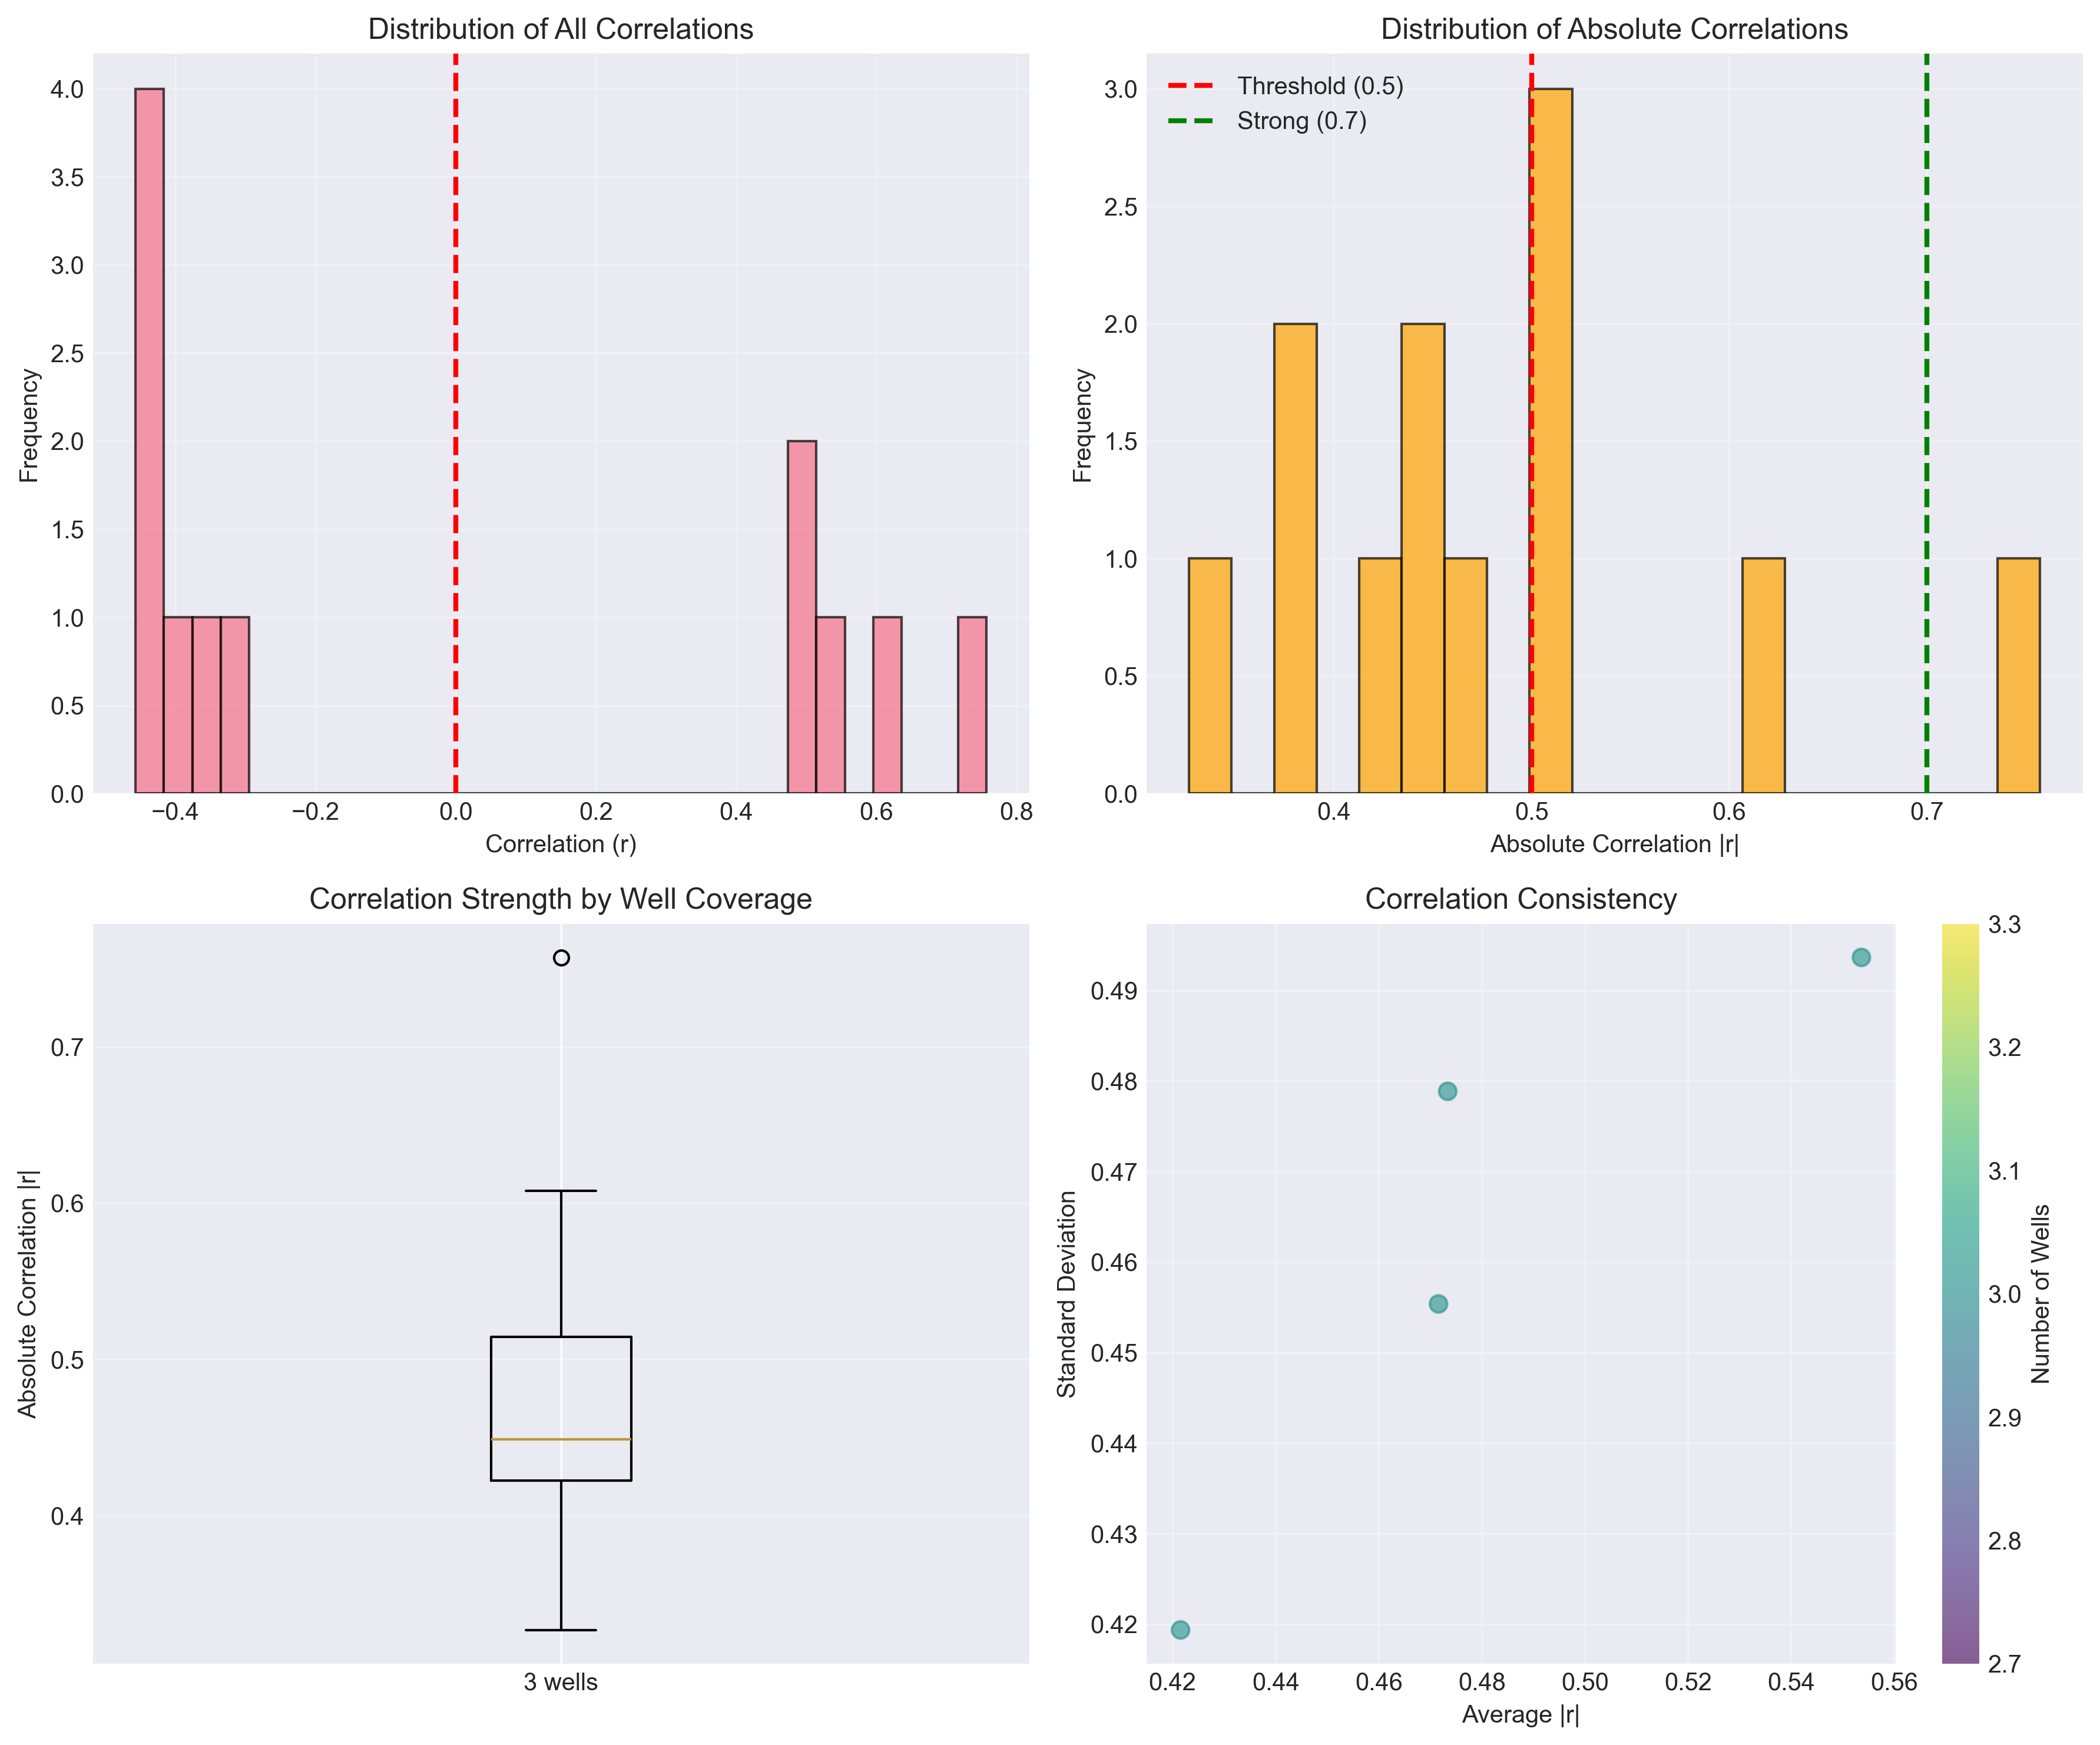 Distribution of All Correlations
4.0
3.5
3.0
2.5
2.0
1.5
1.0
0.5
0.0
Frequency
−0.4 −0.2 0.0 0.2 0.4 0.6 0.8
Correlation (r)
Distribution of Absolute Correlations
Threshold (0.5)
Strong (0.7)
3.0
2.5
2.0
1.5
1.0
0.5
0.0
Frequency
0.4 0.5 0.6 0.7
Absolute Correlation |r|
Correlation Strength by Well Coverage
0.7
0.6
0.5
0.4
Absolute Correlation |r|
3 wells
Correlation Consistency
0.49
0.48
0.47
0.46
0.45
0.44
0.43
0.42
Standard Deviation
0.42 0.44 0.46 0.48 0.50 0.52 0.54 0.56
Average |r|
3.3
3.2
3.1
3.0
2.9
2.8
2.7
Number of Wells